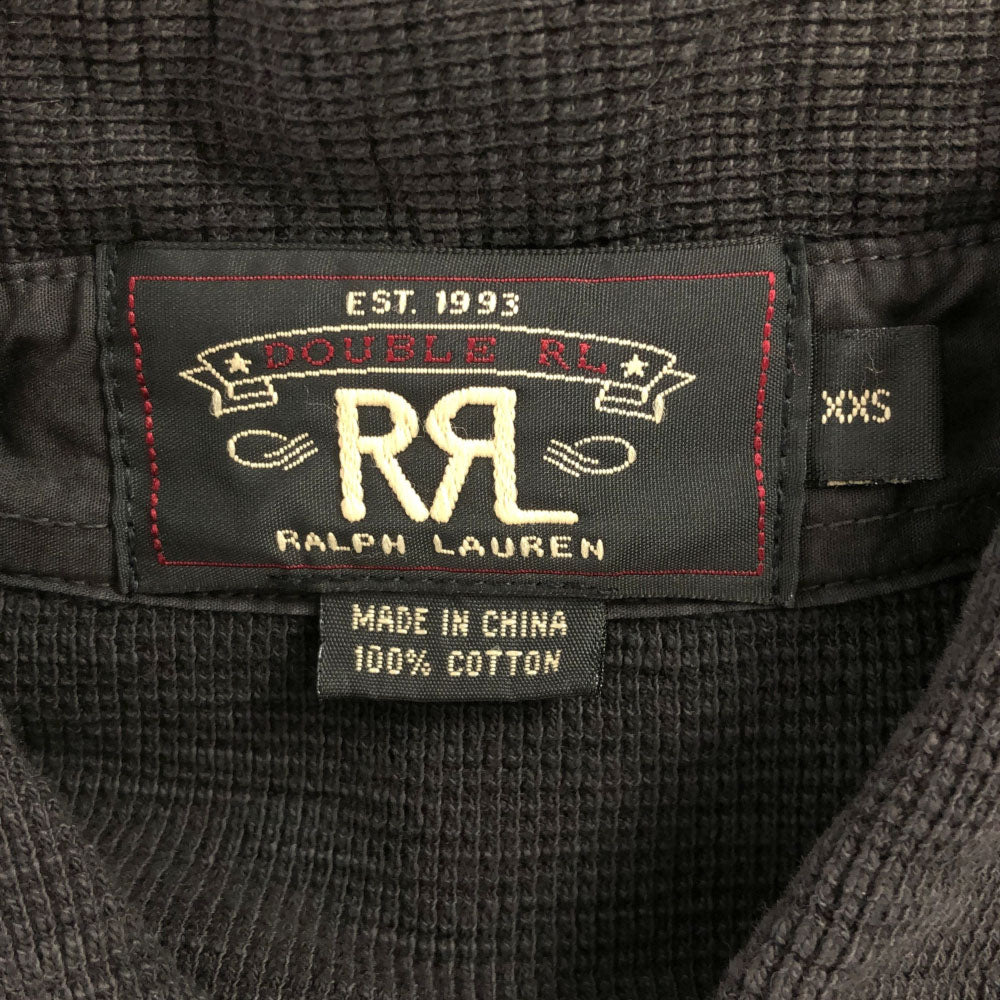 EST. 1993
DOUBLE RL
RRL
RALPH LAUREN
XXS
MADE IN CHINA
100% COTTON